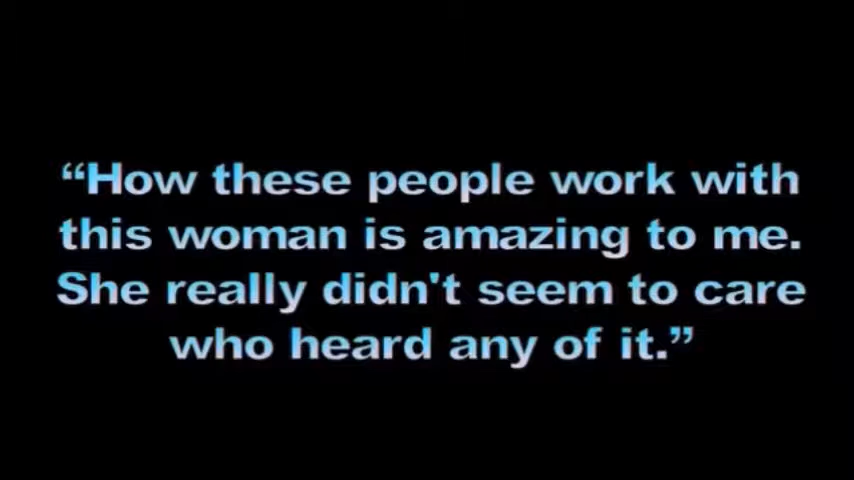 “How these people work with
this woman is amazing to me.
She really didn't seem to care
who heard any of it.”